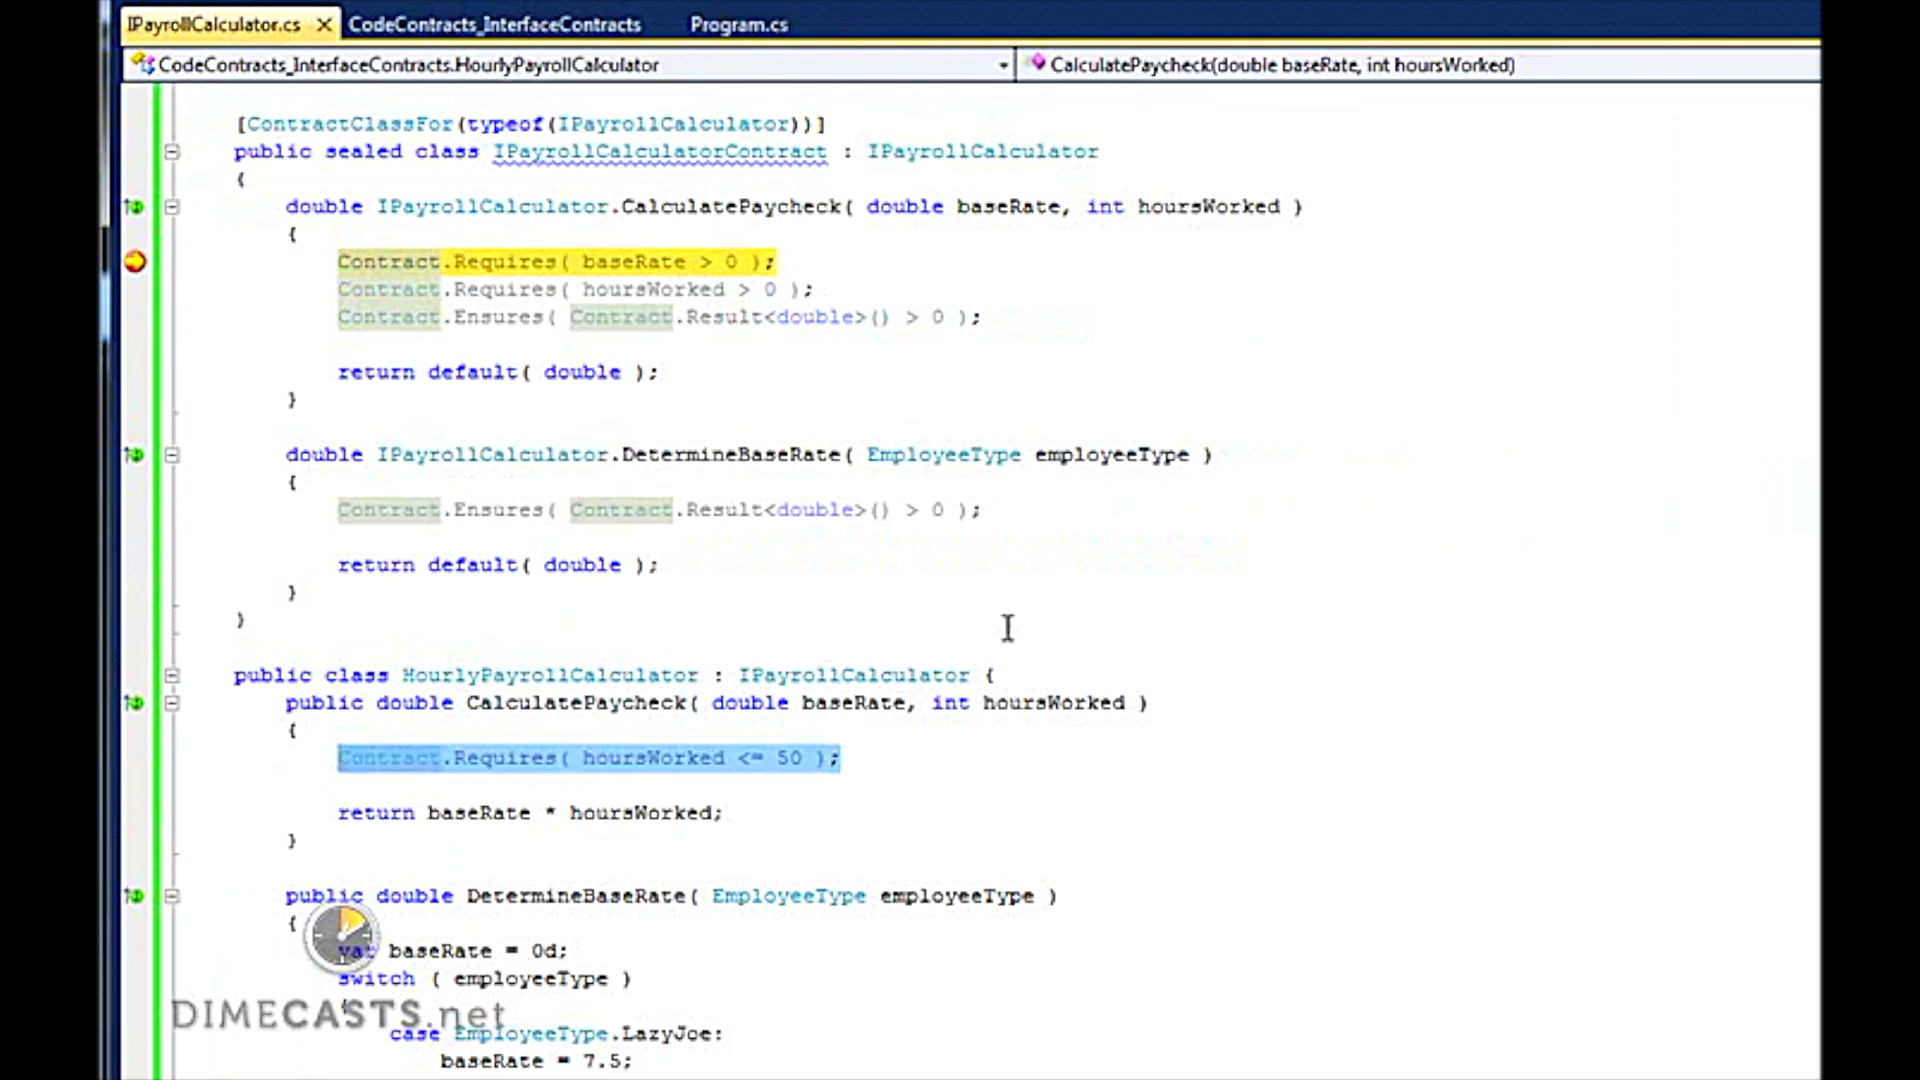 IPayrollCalculator.cs CodeContracts_InterfaceContracts Program.cs
CodeContracts_InterfaceContracts.HourlyPayrollCalculator CalculatePaycheck(double baseRate, int hoursWorked)
[ContractClassFor(typeof(IPayrollCalculator))]
public sealed class IPayrollCalculatorContract : IPayrollCalculator
{
double IPayrollCalculator.CalculatePaycheck( double baseRate, int hoursWorked )
{
Contract.Requires( baseRate > 0 );
Contract.Requires( hoursWorked > 0 );
Contract.Ensures( Contract.Result<double>() > 0 );
return default( double );
}
double IPayrollCalculator.DetermineBaseRate( EmployeeType employeeType )
{
Contract.Ensures( Contract.Result<double>() > 0 );
return default( double );
}
}
public class HourlyPayrollCalculator : IPayrollCalculator {
public double CalculatePaycheck( double baseRate, int hoursWorked )
{
Contract.Requires( hoursWorked <= 50 );
return baseRate * hoursWorked;
}
public double DetermineBaseRate( EmployeeType employeeType )
{
var baseRate = 0d;
switch ( employeeType )
{
DIMECASTS.net
case EmployeeType.LazyJoe:
baseRate = 7.5;